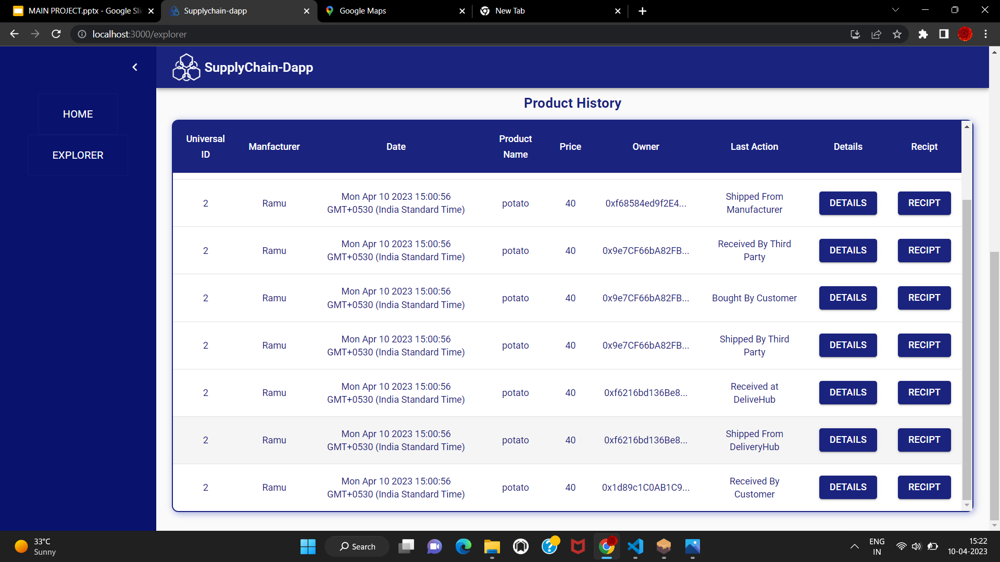 MAIN PROJECT.pptx - Google Sli
Supplychain-dapp
Google Maps
New Tab
localhost:3000/explorer
SupplyChain-Dapp
HOME
EXPLORER
Product History
Universal ID Manfacturer Date Product Name Price Owner Last Action Details Recipt
2 Ramu Mon Apr 10 2023 15:00:56 GMT+0530 (India Standard Time) potato 40 0xf68584ed9f2E4... Shipped From Manufacturer DETAILS RECIPT
2 Ramu Mon Apr 10 2023 15:00:56 GMT+0530 (India Standard Time) potato 40 0x9e7CF66bA82FB... Received By Third Party DETAILS RECIPT
2 Ramu Mon Apr 10 2023 15:00:56 GMT+0530 (India Standard Time) potato 40 0x9e7CF66bA82FB... Bought By Customer DETAILS RECIPT
2 Ramu Mon Apr 10 2023 15:00:56 GMT+0530 (India Standard Time) potato 40 0x9e7CF66bA82FB... Shipped By Third Party DETAILS RECIPT
2 Ramu Mon Apr 10 2023 15:00:56 GMT+0530 (India Standard Time) potato 40 0xf6216bd136Be8... Received at DeliveHub DETAILS RECIPT
2 Ramu Mon Apr 10 2023 15:00:56 GMT+0530 (India Standard Time) potato 40 0xf6216bd136Be8... Shipped From DeliveryHub DETAILS RECIPT
2 Ramu Mon Apr 10 2023 15:00:56 GMT+0530 (India Standard Time) potato 40 0x1d89c1C0AB1C9... Received By Customer DETAILS RECIPT
33°C
Sunny
Search
ENG
IN
15:22
10-04-2023